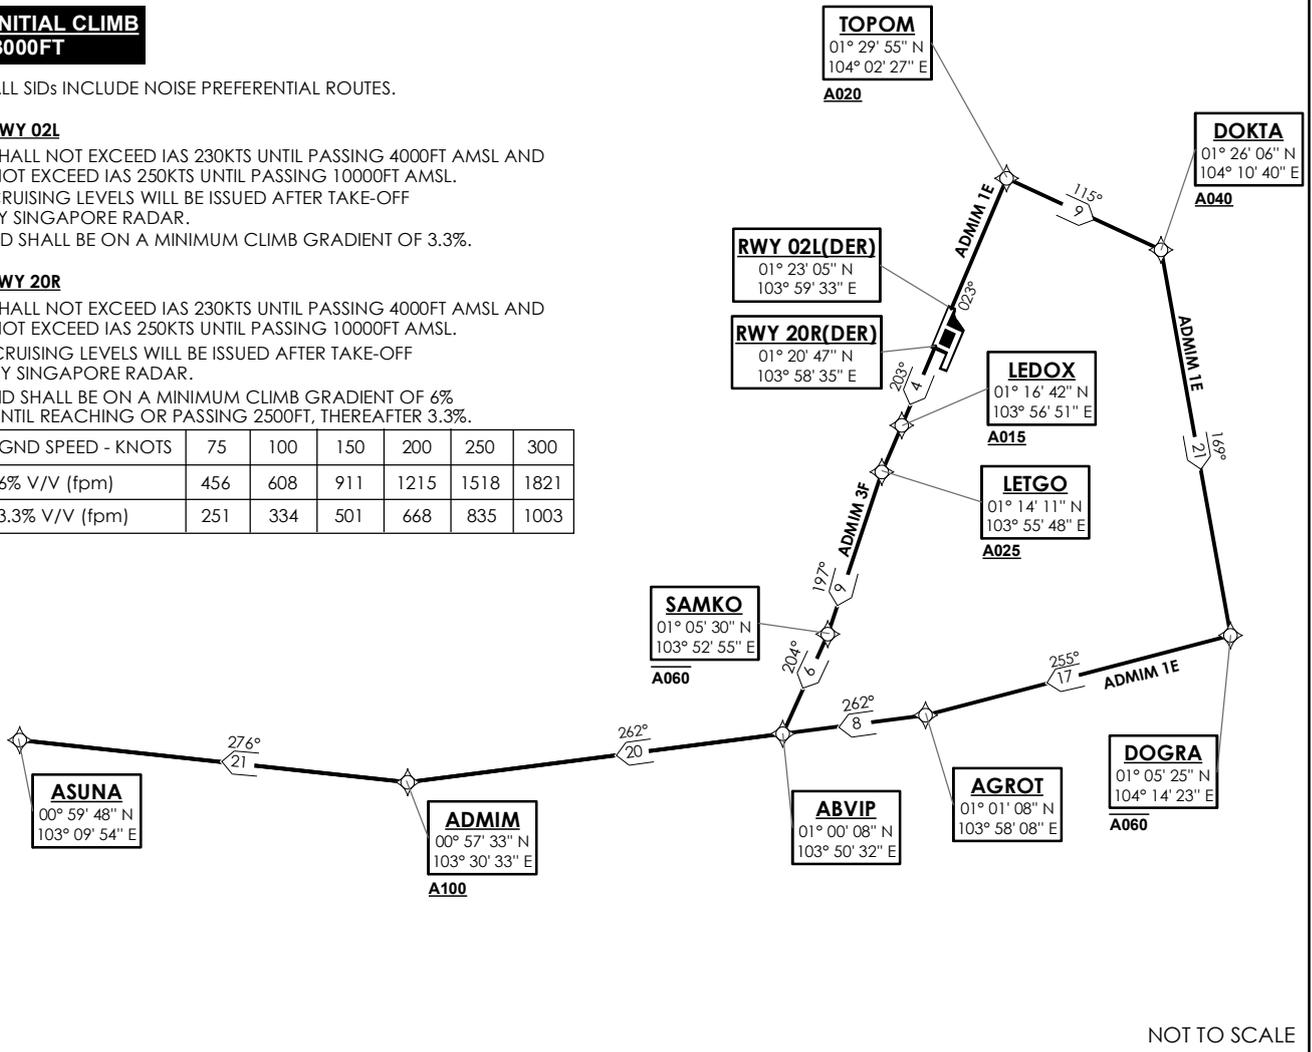 NITIAL CLIMB
3000FT
ALL SIDs INCLUDE NOISE PREFERENTIAL ROUTES.
WY 02L
SHALL NOT EXCEED IAS 230KTS UNTIL PASSING 4000FT AMSL AND
NOT EXCEED IAS 250KTS UNTIL PASSING 10000FT AMSL.
CRUISING LEVELS WILL BE ISSUED AFTER TAKE-OFF
Y SINGAPORE RADAR.
ND SHALL BE ON A MINIMUM CLIMB GRADIENT OF 3.3%.
WY 20R
SHALL NOT EXCEED IAS 230KTS UNTIL PASSING 4000FT AMSL AND
NOT EXCEED IAS 250KTS UNTIL PASSING 10000FT AMSL.
CRUISING LEVELS WILL BE ISSUED AFTER TAKE-OFF
Y SINGAPORE RADAR.
ND SHALL BE ON A MINIMUM CLIMB GRADIENT OF 6%
UNTIL REACHING OR PASSING 2500FT, THEREAFTER 3.3%.
GND SPEED - KNOTS 75 100 150 200 250 300
6% V/V (fpm) 456 608 911 1215 1518 1821
3.3% V/V (fpm) 251 334 501 668 835 1003
TOPOM
01° 29' 55" N
104° 02' 27" E
A020
DOKTA
01° 26' 06" N
104° 10' 40" E
A040
115°
9
ADMIM 1E
RWY 02L(DER)
01° 23' 05" N
103° 59' 33" E
023°
RWY 20R(DER)
01° 20' 47" N
103° 58' 35" E
203°
4
ADMIM 1E
LEDOX
01° 16' 42" N
103° 56' 51" E
A015
169°
21
LETGO
01° 14' 11" N
103° 55' 48" E
A025
ADMIM 3F
197°
9
SAMKO
01° 05' 30" N
103° 52' 55" E
A060
204°
6
255°
17
ADMIM 1E
262°
8
262°
20
276°
21
DOGRA
01° 05' 25" N
104° 14' 23" E
A060
ASUNA
00° 59' 48" N
103° 09' 54" E
ADMIM
00° 57' 33" N
103° 30' 33" E
A100
ABVIP
01° 00' 08" N
103° 50' 32" E
AGROT
01° 01' 08" N
103° 58' 08" E
NOT TO SCALE